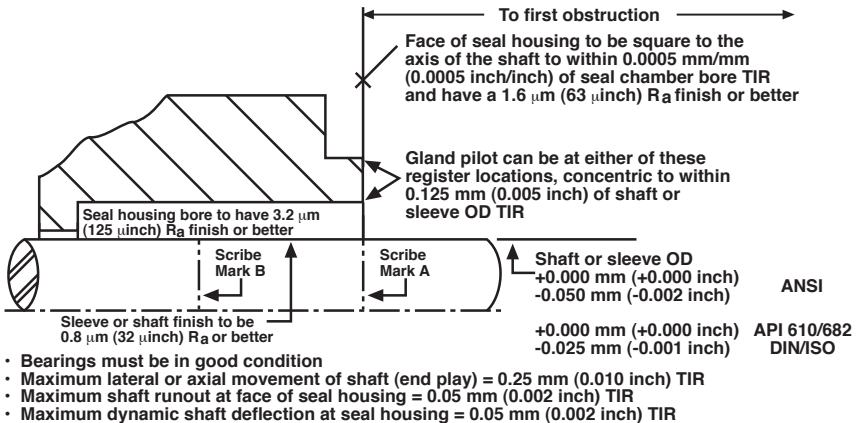 To first obstruction
Face of seal housing to be square to the
axis of the shaft to within 0.0005 mm/mm
(0.0005 inch/inch) of seal chamber bore TIR
and have a 1.6 μm (63 μinch) Ra finish or better
Gland pilot can be at either of these
register locations, concentric to within
0.125 mm (0.005 inch) of shaft or
sleeve OD TIR
Seal housing bore to have 3.2 μm
(125 μinch) Ra finish or better
Scribe
Mark B
Scribe
Mark A
Shaft or sleeve OD
+0.000 mm (+0.000 inch)
-0.050 mm (-0.002 inch)
ANSI
+0.000 mm (+0.000 inch) API 610/682
-0.025 mm (-0.001 inch) DIN/ISO
Sleeve or shaft finish to be
0.8 μm (32 μinch) Ra or better
· Bearings must be in good condition
· Maximum lateral or axial movement of shaft (end play) = 0.25 mm (0.010 inch) TIR
· Maximum shaft runout at face of seal housing = 0.05 mm (0.002 inch) TIR
· Maximum dynamic shaft deflection at seal housing = 0.05 mm (0.002 inch) TIR